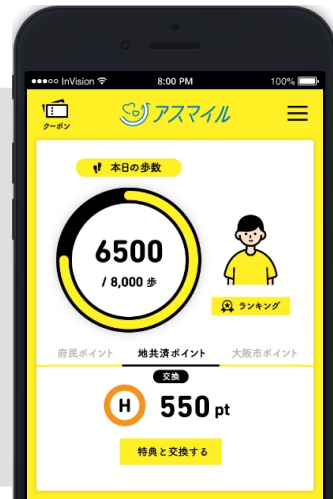 InVision 8:00 PM 100%
クーポン
アスマイル
本日の歩数
6500
/ 8,000 歩
ランキング
府民ポイント 地共済ポイント 大阪市ポイント
交換
H 550 pt
特典と交換する